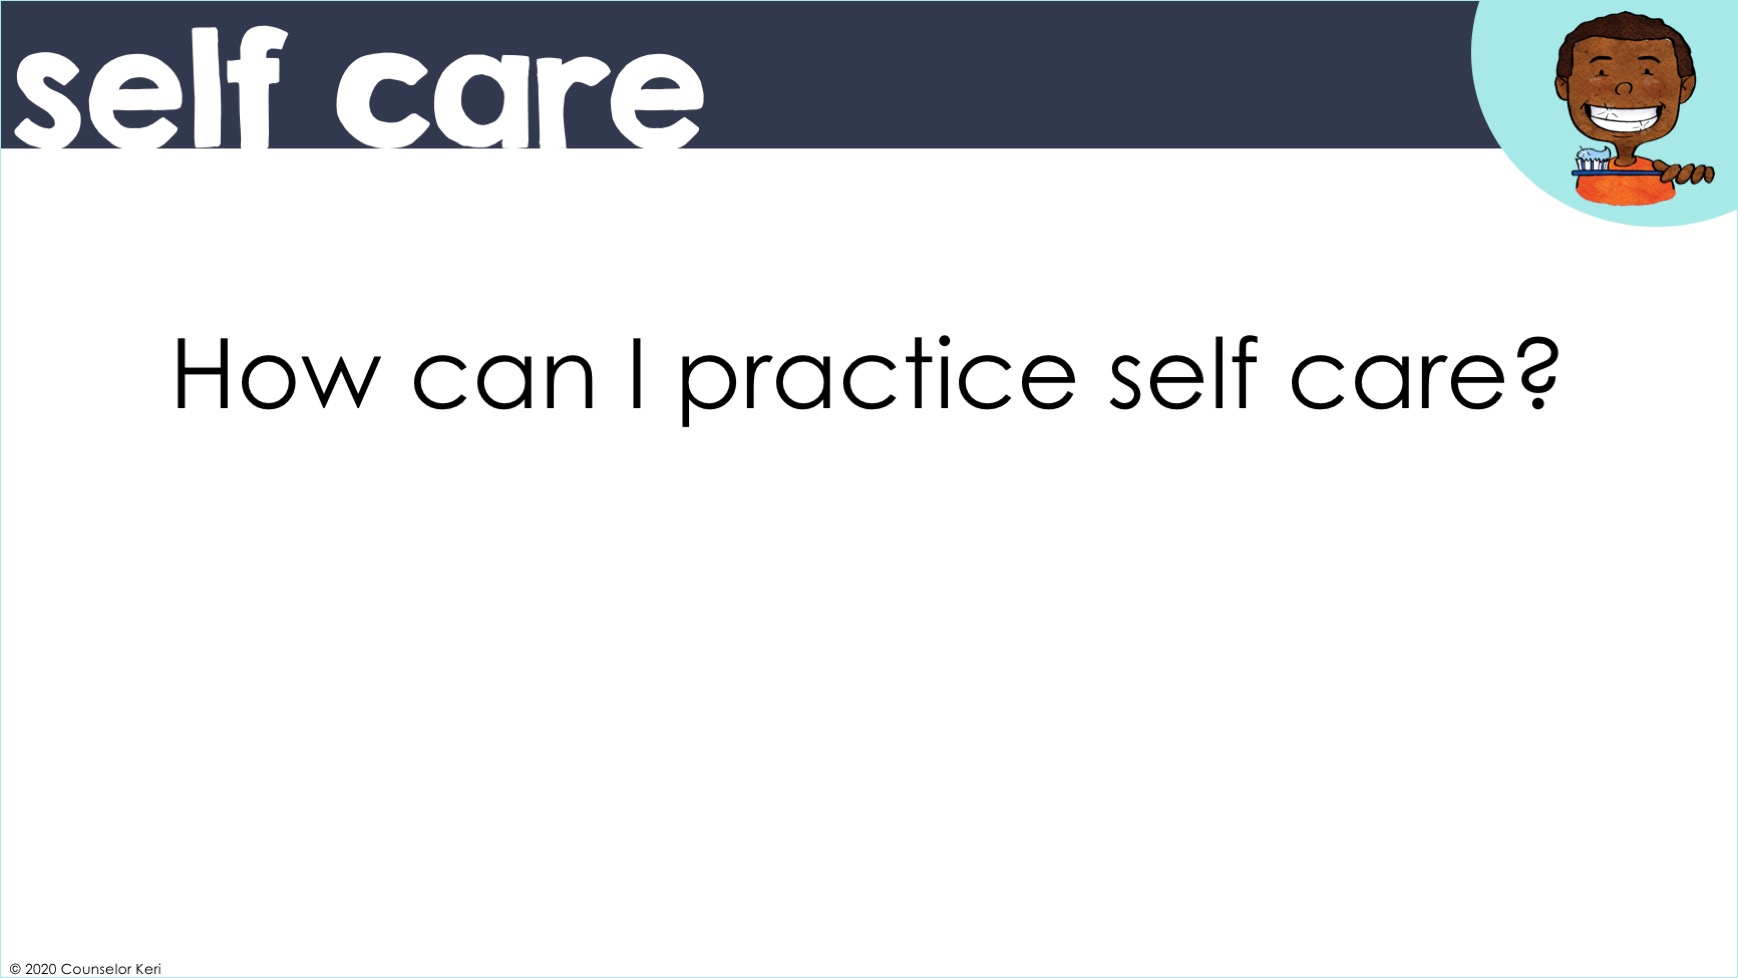 self care
How can I practice self care?
© 2020 Counselor Keri